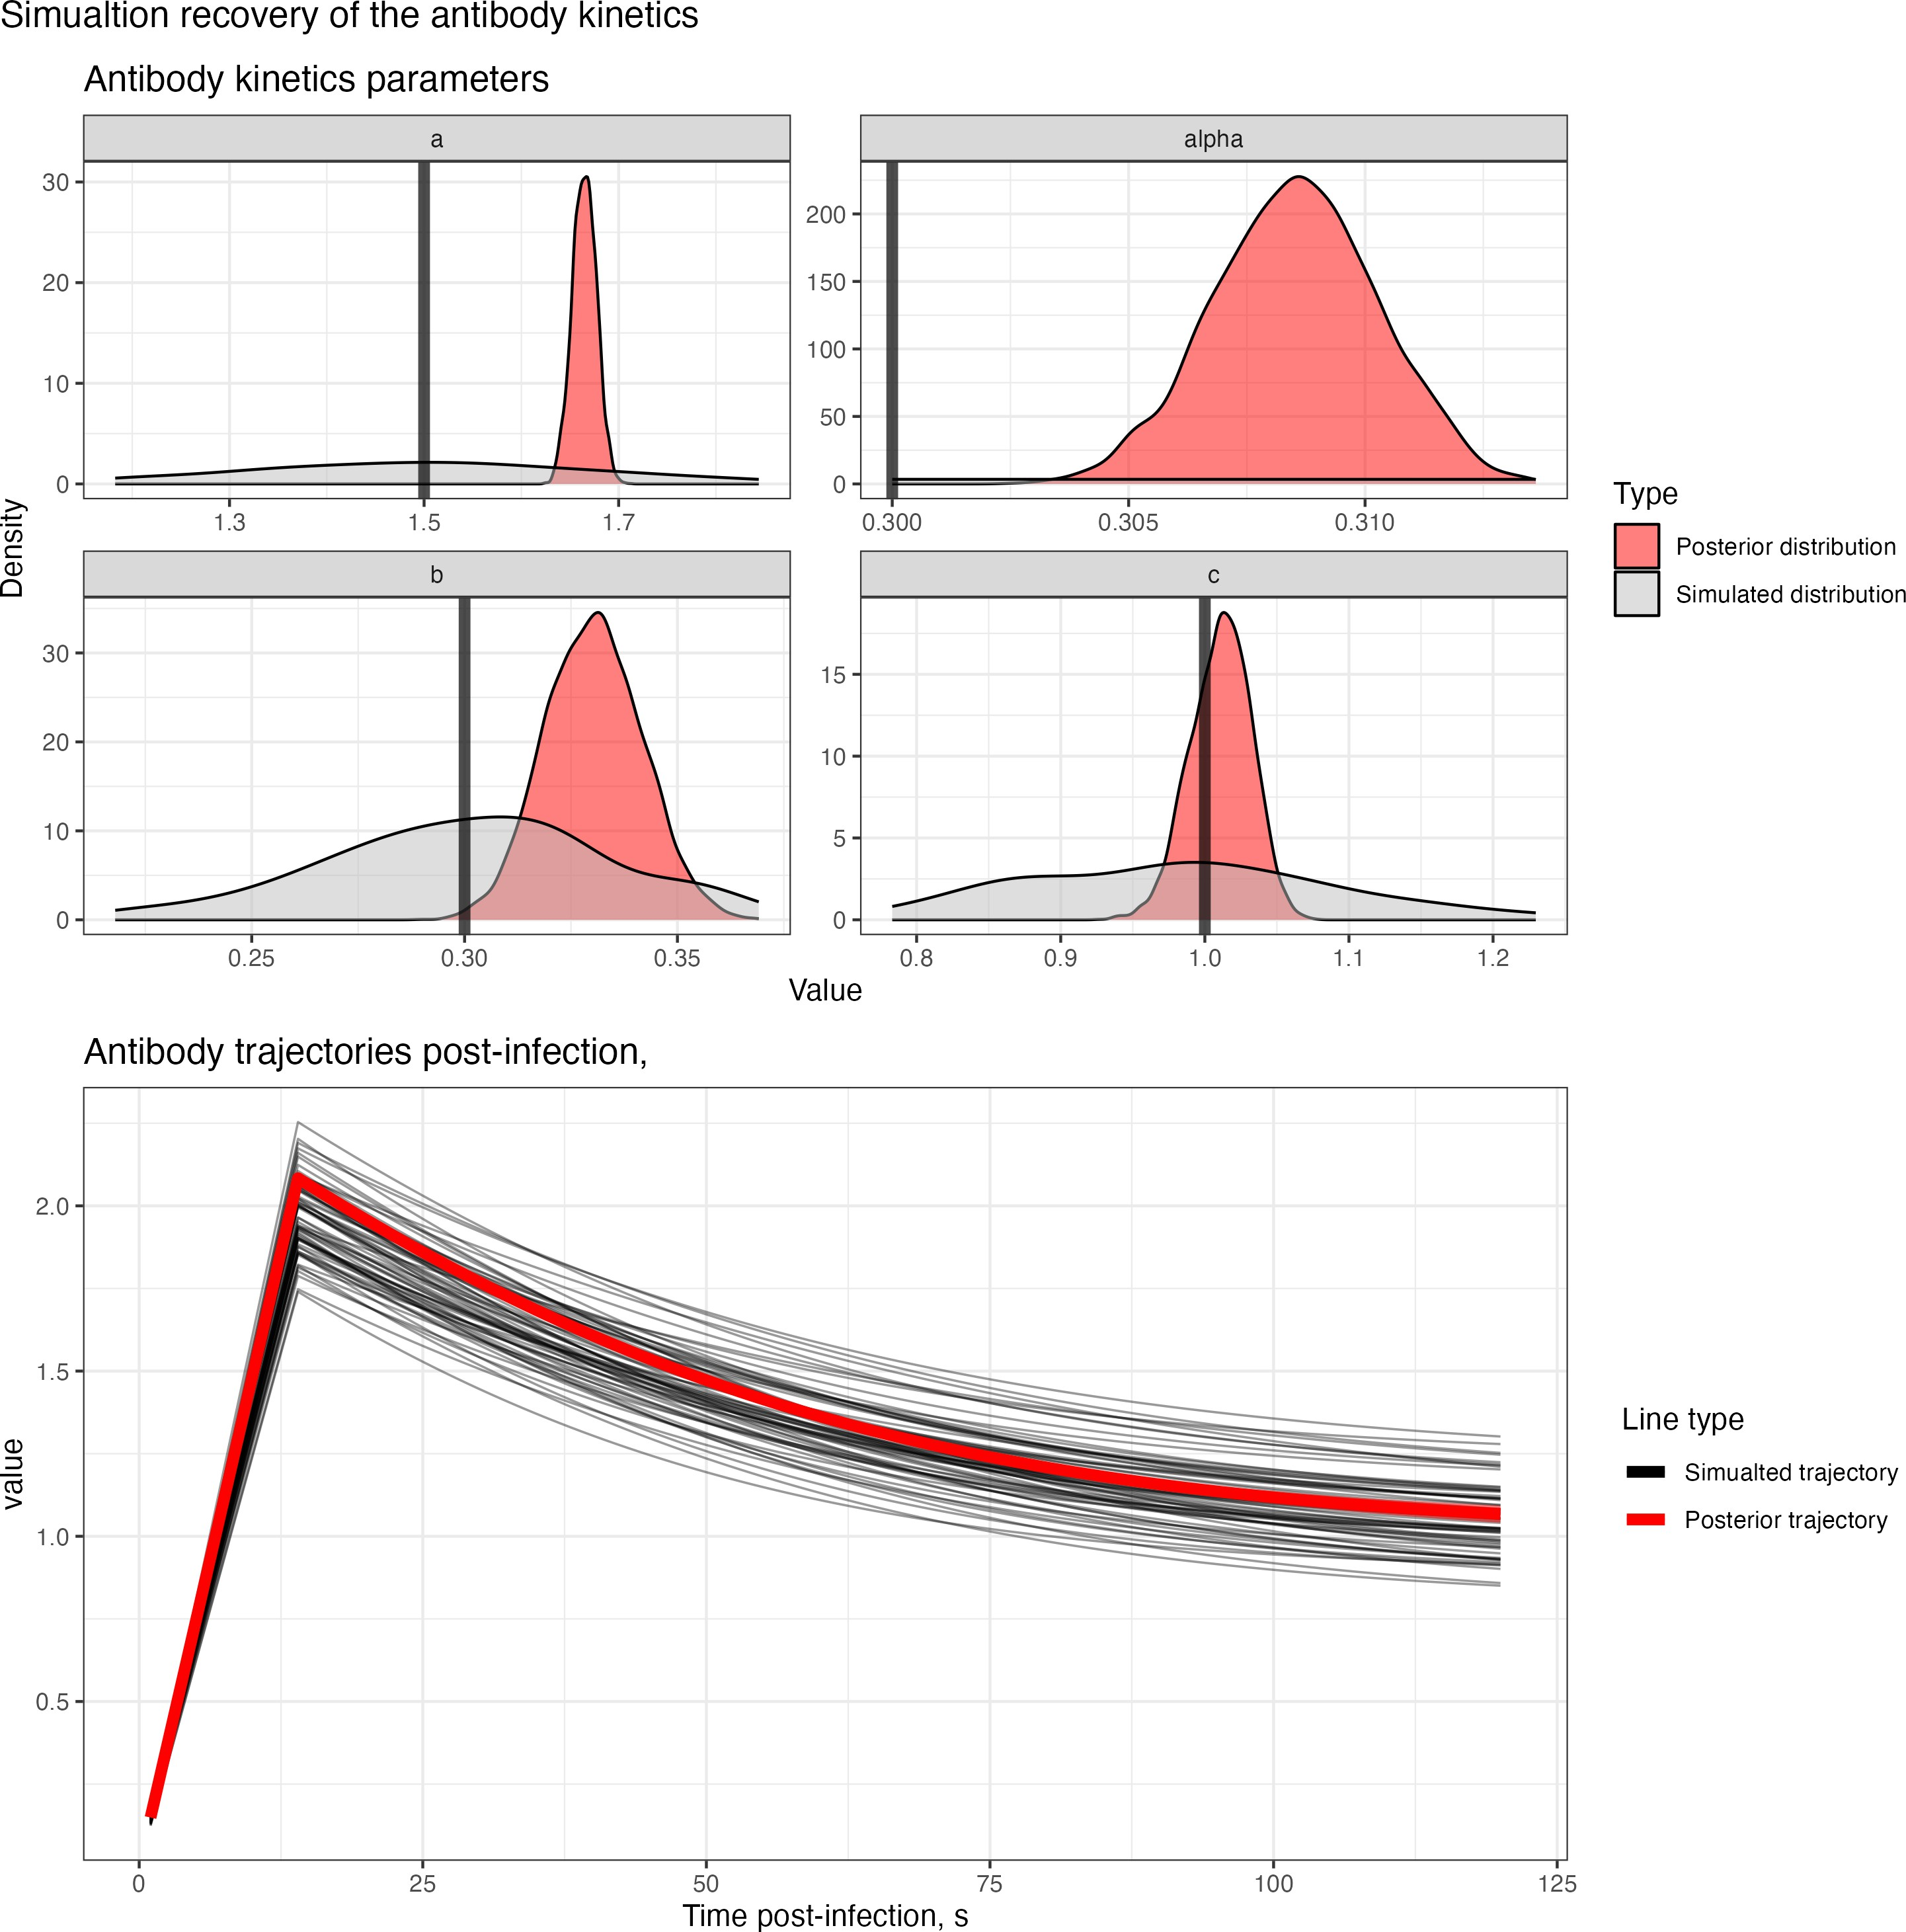 Simualtion recovery of the antibody kinetics
Antibody kinetics parameters
a
alpha
30
20
10
0
1.3
1.5
1.7
200
150
100
50
0
0.300
0.305
0.310
b
c
30
20
10
0
0.25
0.30
0.35
15
10
5
0
0.8
0.9
1.0
1.1
1.2
Density
Value
Type
Posterior distribution
Simulated distribution
Antibody trajectories post-infection,
2.0
1.5
1.0
0.5
0
25
50
75
100
125
value
Time post-infection, s
Line type
Simualted trajectory
Posterior trajectory